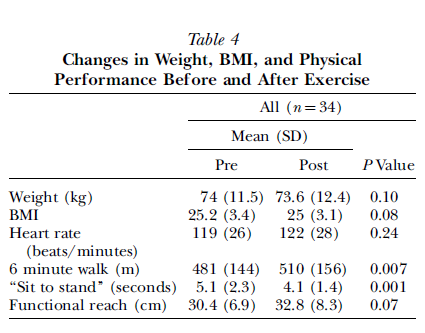 Table 4
Changes in Weight, BMI, and Physical
Performance Before and After Exercise
All (n=34)
Mean (SD)
Pre Post P Value
Weight (kg) 74 (11.5) 73.6 (12.4) 0.10
BMI 25.2 (3.4) 25 (3.1) 0.08
Heart rate 119 (26) 122 (28) 0.24
(beats/minutes)
6 minute walk (m) 481 (144) 510 (156) 0.007
“Sit to stand” (seconds) 5.1 (2.3) 4.1 (1.4) 0.001
Functional reach (cm) 30.4 (6.9) 32.8 (8.3) 0.07